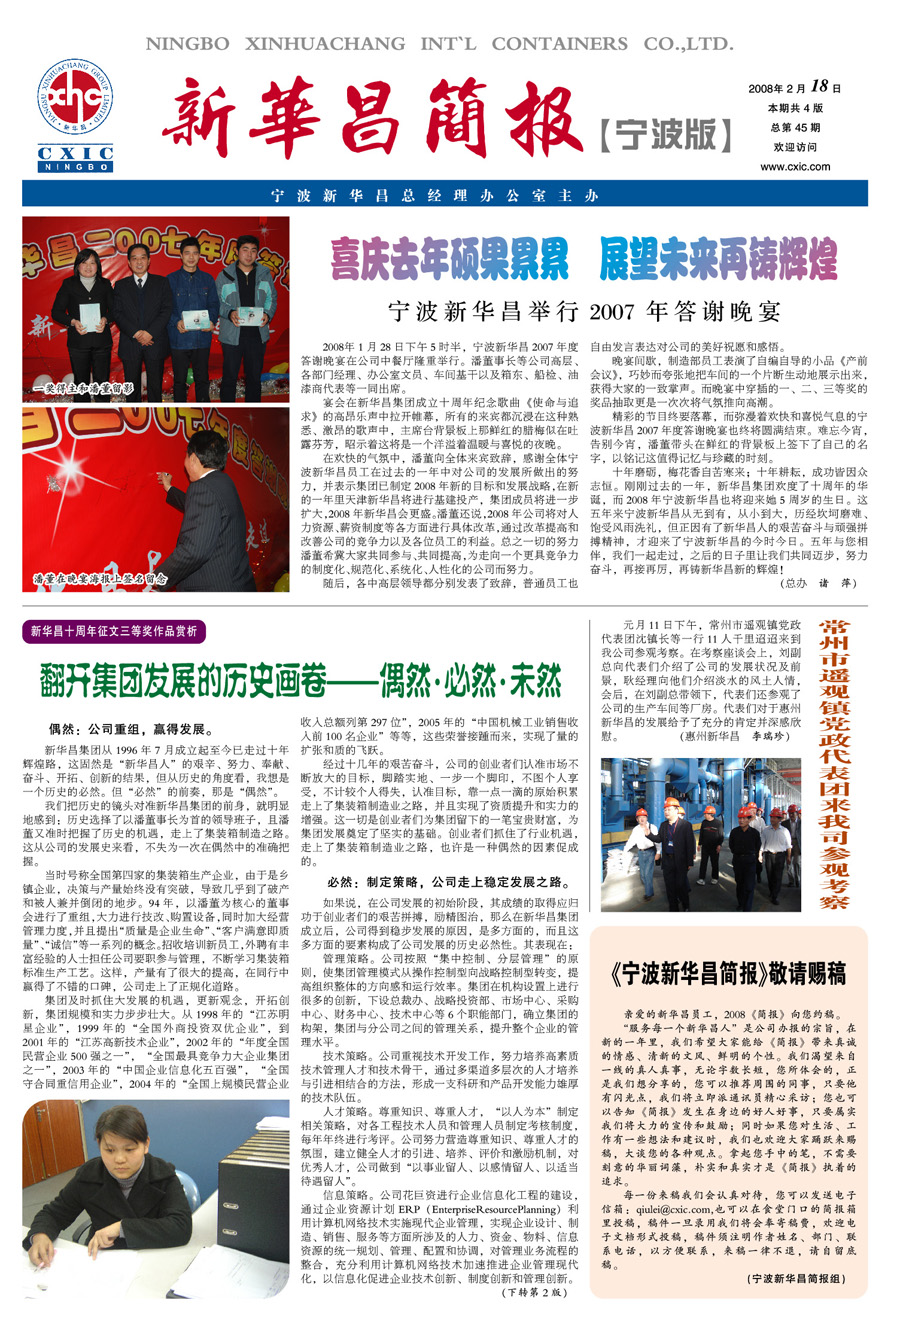 NINGBO XINHUACHANG INT`L CONTAINERS CO.,LTD.
JIANGSU XINHUACHANG GROUP LIMITED
xhc
·新华昌·
CXIC
NINGBO
新華昌簡报【宁波版】
2008年2月18日
本期共4版
总第45期
欢迎访问
www.cxic.com
宁波新华昌总经理办公室主办
一奖得主和潘董留影
潘董在晚宴海报上签名留念
喜庆去年硕果累累 展望未来再铸辉煌
宁波新华昌举行2007年答谢晚宴
2008年1月28日下午5时半，宁波新华昌2007年度
答谢晚宴在公司中餐厅隆重举行。潘董事长等公司高层、
各部门经理、办公室文员、车间基干以及箱东、船检、油
漆商代表等一同出席。
宴会在新华昌集团成立十周年纪念歌曲《使命与追
求》的高昂乐声中拉开帷幕，所有的来宾都沉浸在这种熟
悉、激昂的歌声中，主席台背景板上那鲜红的腊梅似在吐
露芬芳，昭示着这将是一个洋溢着温暖与喜悦的夜晚。
在欢快的气氛中，潘董向全体来宾致辞，感谢全体宁
波新华昌员工在过去的一年中对公司的发展所做出的努
力，并表示集团已制定2008年新的目标和发展战略,在新
的一年里天津新华昌将进行基建投产，集团成员将进一步
扩大,2008年新华昌会更盛。潘董还说,2008年公司将对人
力资源、薪资制度等各方面进行具体改革,通过改革提高和
改善公司的竞争力以及各位员工的利益。总之一切的努力
潘董希冀大家共同参与、共同提高,为走向一个更具竞争力
的制度化、规范化、系统化、人性化的公司而努力。
随后，各中高层领导都分别发表了致辞，普通员工也
自由发言表达对公司的美好祝愿和感悟。
晚宴间歇，制造部员工表演了自编自导的小品《产前
会议》，巧妙而夸张地把车间的一个片断生动地展示出来，
获得大家的一致掌声。而晚宴中穿插的一、二、三等奖的
奖品抽取更是一次次将气氛推向高潮。
精彩的节目终要落幕，而弥漫着欢快和喜悦气息的宁
波新华昌2007年度答谢晚宴也终将圆满结束。难忘今宵，
告别今宵，潘董带头在鲜红的背景板上签下了自己的名
字，以铭记这值得记忆与珍藏的时刻。
十年磨砺，梅花香自苦寒来；十年耕耘，成功皆因众
志恒。刚刚过去的一年，新华昌集团欢度了十周年的华
诞，而2008年宁波新华昌也将迎来她5周岁的生日。这
五年来宁波新华昌从无到有，从小到大，历经坎坷磨难、
饱受风雨洗礼，但正因有了新华昌人的艰苦奋斗与顽强拼
搏精神，才迎来了宁波新华昌的今时今日。五年与您相
伴，我们一起走过，之后的日子里让我们共同迈步，努力
奋斗，再接再厉，再铸新华昌新的辉煌！
（总办 诸 萍）
新华昌十周年征文三等奖作品赏析
翻开集团发展的历史画卷——偶然·必然·未然
偶然：公司重组，赢得发展。
新华昌集团从1996年7月成立起至今已走过十年
辉煌路，这固然是“新华昌人”的艰辛、努力、奉献、
奋斗、开拓、创新的结果，但从历史的角度看，我想是
一个历史的必然。但“必然”的前奏，那是“偶然”。
我们把历史的镜头对准新华昌集团的前身，就明显
地感到：历史选择了以潘董事长为首的领导班子，且潘
董又准时把握了历史的机遇，走上了集装箱制造之路。
这从公司的发展史来看，不失为一次在偶然中的准确把
握。
当时号称全国第四家的集装箱生产企业，由于是乡
镇企业，决策与产量始终没有突破，导致几乎到了破产
和被人兼并倒闭的地步。94年，以潘董为核心的董事
会进行了重组,大力进行技改、购置设备,同时加大经营
管理力度,并且提出“质量是企业生命”、“客户满意即质
量”、“诚信”等一系列的概念。招收培训新员工,外聘有丰
富经验的人士担任公司要职参与管理，不断学习集装箱
标准生产工艺。这样，产量有了很大的提高，在同行中
赢得了不错的口碑，公司走上了正规化道路。
集团及时抓住大发展的机遇，更新观念，开拓创
新，集团规模和实力步步壮大。从1998年的“江苏明
星企业”，1999年的“全国外商投资双优企业”，到
2001年的“江苏高新技术企业”，2002年的“年度全国
民营企业500强之一”，“全国最具竞争力大企业集团
之一”，2003年的“中国企业信息化五百强”，“全国
守合同重信用企业”，2004年的“全国上规模民营企业
收入总额列第297位”，2005年的“中国机械工业销售收
入前100名企业”等等，这些荣誉接踵而来，实现了量的
扩张和质的飞跃。
经过十几年的艰苦奋斗，公司的创业者们认准市场不
断放大的目标，脚踏实地、一步一个脚印，不图个人享
受，不计较个人得失，认准目标，靠一点一滴的原始积累
走上了集装箱制造业之路，并且实现了资质提升和实力的
增强。这一切是创业者们为集团留下的一笔宝贵财富，为
集团发展奠定了坚实的基础。创业者们抓住了行业机遇，
走上了集装箱制造业之路，也许是一种偶然的因素促成
的。
必然：制定策略，公司走上稳定发展之路。
如果说，在公司发展的初始阶段，其成绩的取得应归
功于创业者们的艰苦拼搏，励精图治，那么在新华昌集团
成立后，公司得到稳步发展的原因，是多方面的，而且这
多方面的要素构成了公司发展的历史必然性。其表现在：
管理策略。公司按照“集中控制、分层管理”的原
则，使集团管理模式从操作控制型向战略控制型转变，提
高组织整体的方向感和运行效率。集团在机构设置上进行
很多的创新，下设总裁办、战略投资部、市场中心、采购
中心、财务中心、技术中心等6个职能部门，确立集团的
构架，集团与分公司之间的管理关系，提升整个企业的管
理水平。
技术策略。公司重视技术开发工作，努力培养高素质
技术管理人才和技术骨干，通过多渠道多层次的人才培养
与引进相结合的方法，形成一支科研和产品开发能力雄厚
的技术队伍。
人才策略。尊重知识、尊重人才，“以人为本”制定
相关策略，对各工程技术人员和管理人员制定考核制度，
每年年终进行考评。公司努力营造尊重知识、尊重人才的
氛围，建立健全人才的引进、培养、评价和激励机制，对
优秀人才，公司做到“以事业留人、以感情留人、以适当
待遇留人”。
信息策略。公司花巨资进行企业信息化工程的建设，
通过企业资源计划ERP（EnterpriseResourcePlanning）利
用计算机网络技术实施现代企业管理，实现企业设计、制
造、销售、服务等方面所涉及的人力、资金、物料、信息
资源的统一规划、管理、配置和协调，对管理业务流程的
整合，充分利用计算机网络技术加速推进企业管理现代
化，以信息化促进企业技术创新、制度创新和管理创新。
（下转第2版）
元月11日下午，常州市遥观镇党政
代表团沈镇长等一行11人千里迢迢来到
我公司参观考察。在考察座谈会上，刘副
总向代表们介绍了公司的发展状况及前
景，耿经理向他们介绍淡水的风土人情，
会后，在刘副总带领下，代表们还参观了
公司的生产车间等厂房。代表们对于惠州
新华昌的发展给予了充分的肯定并深感欣
慰。 （惠州新华昌 李瑞珍）
常州市遥观镇党政代表团来我司参观考察
《宁波新华昌简报》敬请赐稿
亲爱的新华昌员工，2008《简报》向您约稿。
“服务每一个新华昌人”是公司办报的宗旨，在
新的一年里，我们希望大家能给《简报》带来真诚
的情感、清新的文风、鲜明的个性。我们渴望来自
一线的真人真事，无论字数长短，您所体会的，正
是我们想分享的，您可以推荐周围的同事，只要他
有闪光点，我们将立即派通讯员精心采访；您也可
以告知《简报》发生在身边的好人好事，只要属实
我们将大力的宣传和鼓励；同时如果您对生活、工
作有一些想法和建议时，我们也欢迎大家踊跃来赐
稿，大谈您的各种观点。拿起您手中的笔，不需要
刻意的华丽词藻，朴实和真实才是《简报》执着的
追求。
每一份来稿我们会认真对待，您可以发送电子
信箱：qiulei@cxic.com,也可以在食堂门口的简报箱
里投稿，稿件一旦录用我们将会奉寄稿费，欢迎电
子文档形式投稿，稿件须注明作者姓名、部门、联
系电话，以方便联系，来稿一律不退，请自留底
稿。
（宁波新华昌简报组）